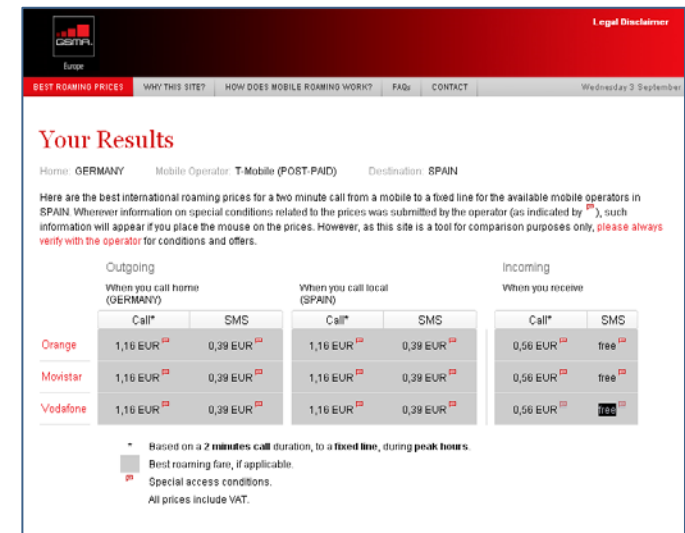 Legal Disclaimer
GSMA.
Europe
BEST ROAMING PRICES WHY THIS SITE? HOW DOES MOBILE ROAMING WORK? FAQs CONTACT Wednesday 3 September
Your Results
Home: GERMANY Mobile Operator: T-Mobile (POST-PAID) Destination: SPAIN
Here are the best international roaming prices for a two minute call from a mobile to a fixed line for the available mobile operators in
SPAIN. Wherever information on special conditions related to the prices was submitted by the operator (as indicated by ), such
information will appear if you place the mouse on the prices. However, as this site is a tool for comparison purposes only, please always
verify with the operator for conditions and offers.
Outgoing Incoming
When you call home When you call local When you receive
(GERMANY) (SPAIN)
Call* SMS Call* SMS Call* SMS
Orange 1,16 EUR 0,39 EUR 1,16 EUR 0,39 EUR 0,56 EUR free
Movistar 1,16 EUR 0,39 EUR 1,16 EUR 0,39 EUR 0,56 EUR free
Vodafone 1,16 EUR 0,39 EUR 1,16 EUR 0,39 EUR 0,56 EUR free
* Based on a 2 minutes call duration, to a fixed line, during peak hours.
Best roaming fare, if applicable.
Special access conditions.
All prices include VAT.